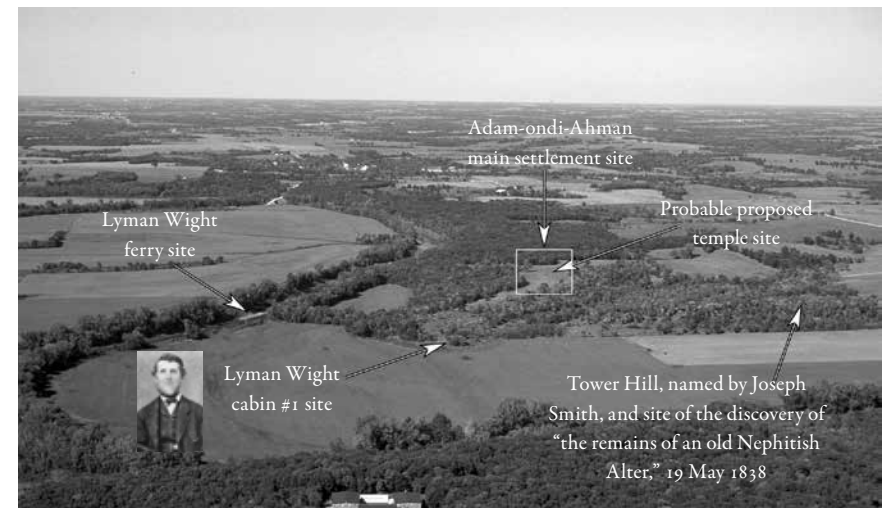 Adam-ondi-Ahman
main settlement site
Probable proposed
temple site
Lyman Wight
ferry site
Lyman Wight
cabin #1 site
Tower Hill, named by Joseph
Smith, and site of the discovery of
“the remains of an old Nephitish
Alter,” 19 May 1838